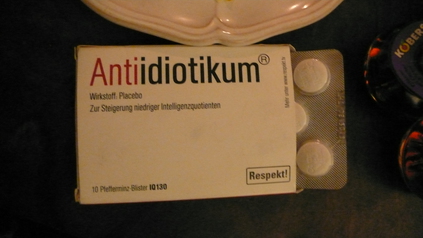 Antiidiotikum®
Wirkstoff: Placebo
Zur Steigerung niedriger Intelligenzquotienten
Respekt!
10 Pfefferminz-Blister IQ130